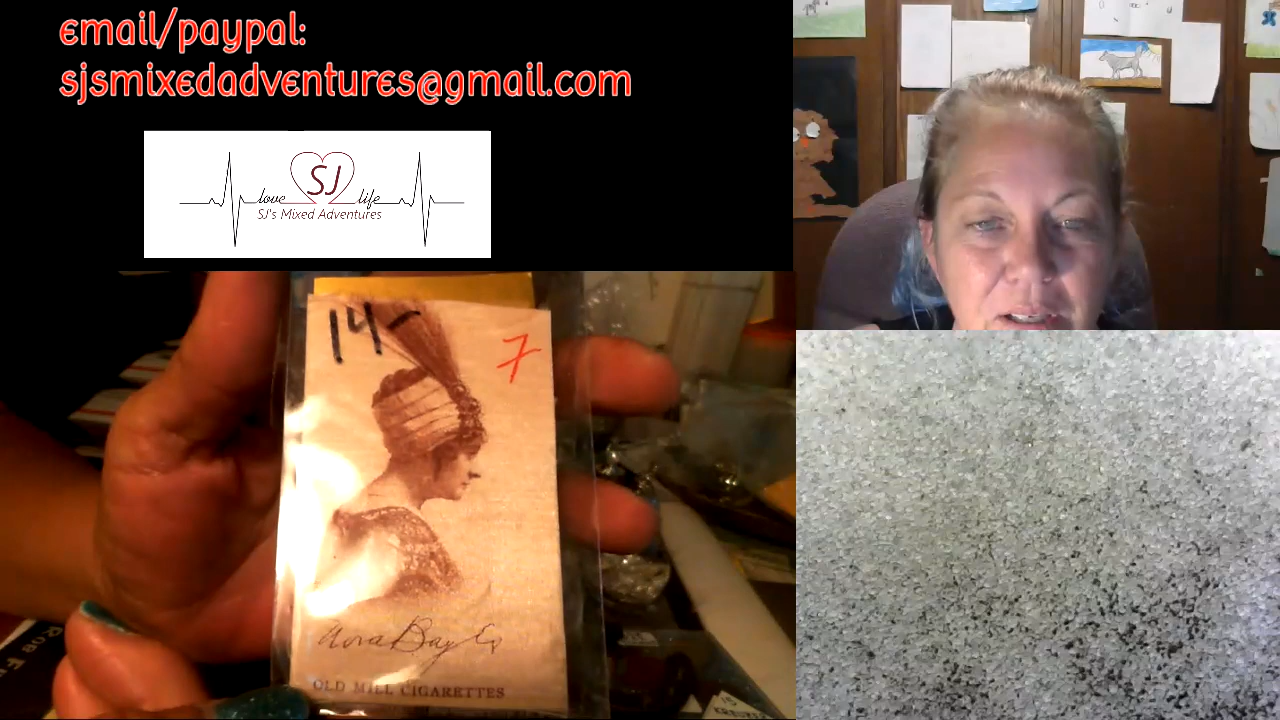 email/paypal:
sjsmixedadventures@gmail.com
SJ
love life
SJ's Mixed Adventures
14-
7
Nora Bayes
OLD MILL CIGARETTES